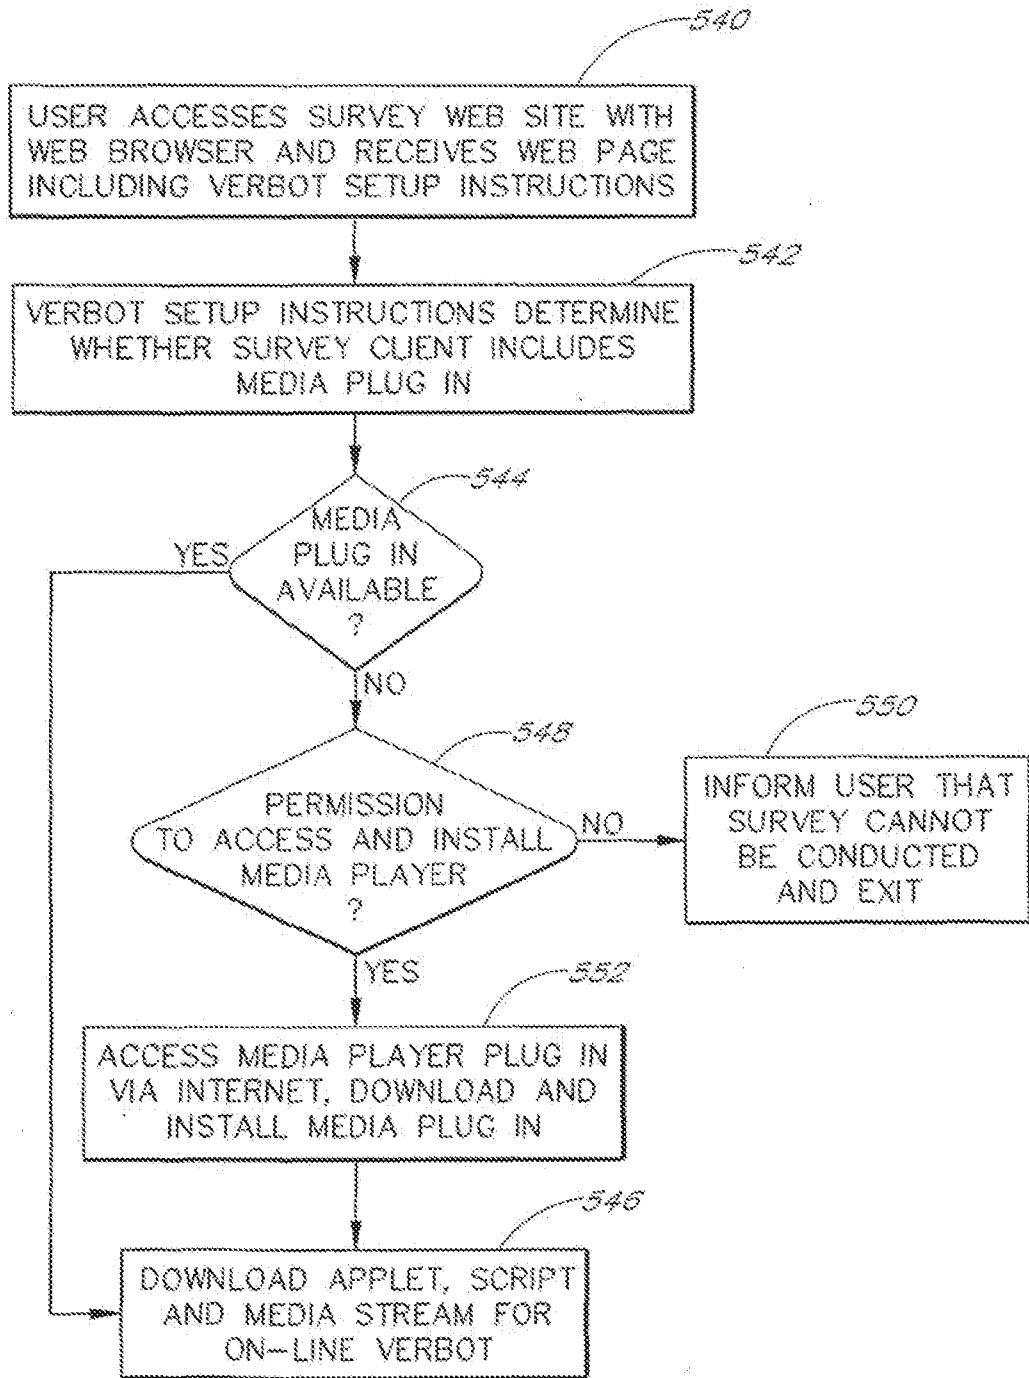 540
USER ACCESSES SURVEY WEB SITE WITH
WEB BROWSER AND RECEIVES WEB PAGE
INCLUDING VERBOT SETUP INSTRUCTIONS
542
VERBOT SETUP INSTRUCTIONS DETERMINE
WHETHER SURVEY CLIENT INCLUDES
MEDIA PLUG IN
544
MEDIA
PLUG IN
AVAILABLE
?
YES
NO
548
PERMISSION
TO ACCESS AND INSTALL
MEDIA PLAYER
?
NO
550
INFORM USER THAT
SURVEY CANNOT
BE CONDUCTED
AND EXIT
YES
552
ACCESS MEDIA PLAYER PLUG IN
VIA INTERNET, DOWNLOAD AND
INSTALL MEDIA PLUG IN
546
DOWNLOAD APPLET, SCRIPT
AND MEDIA STREAM FOR
ON-LINE VERBOT